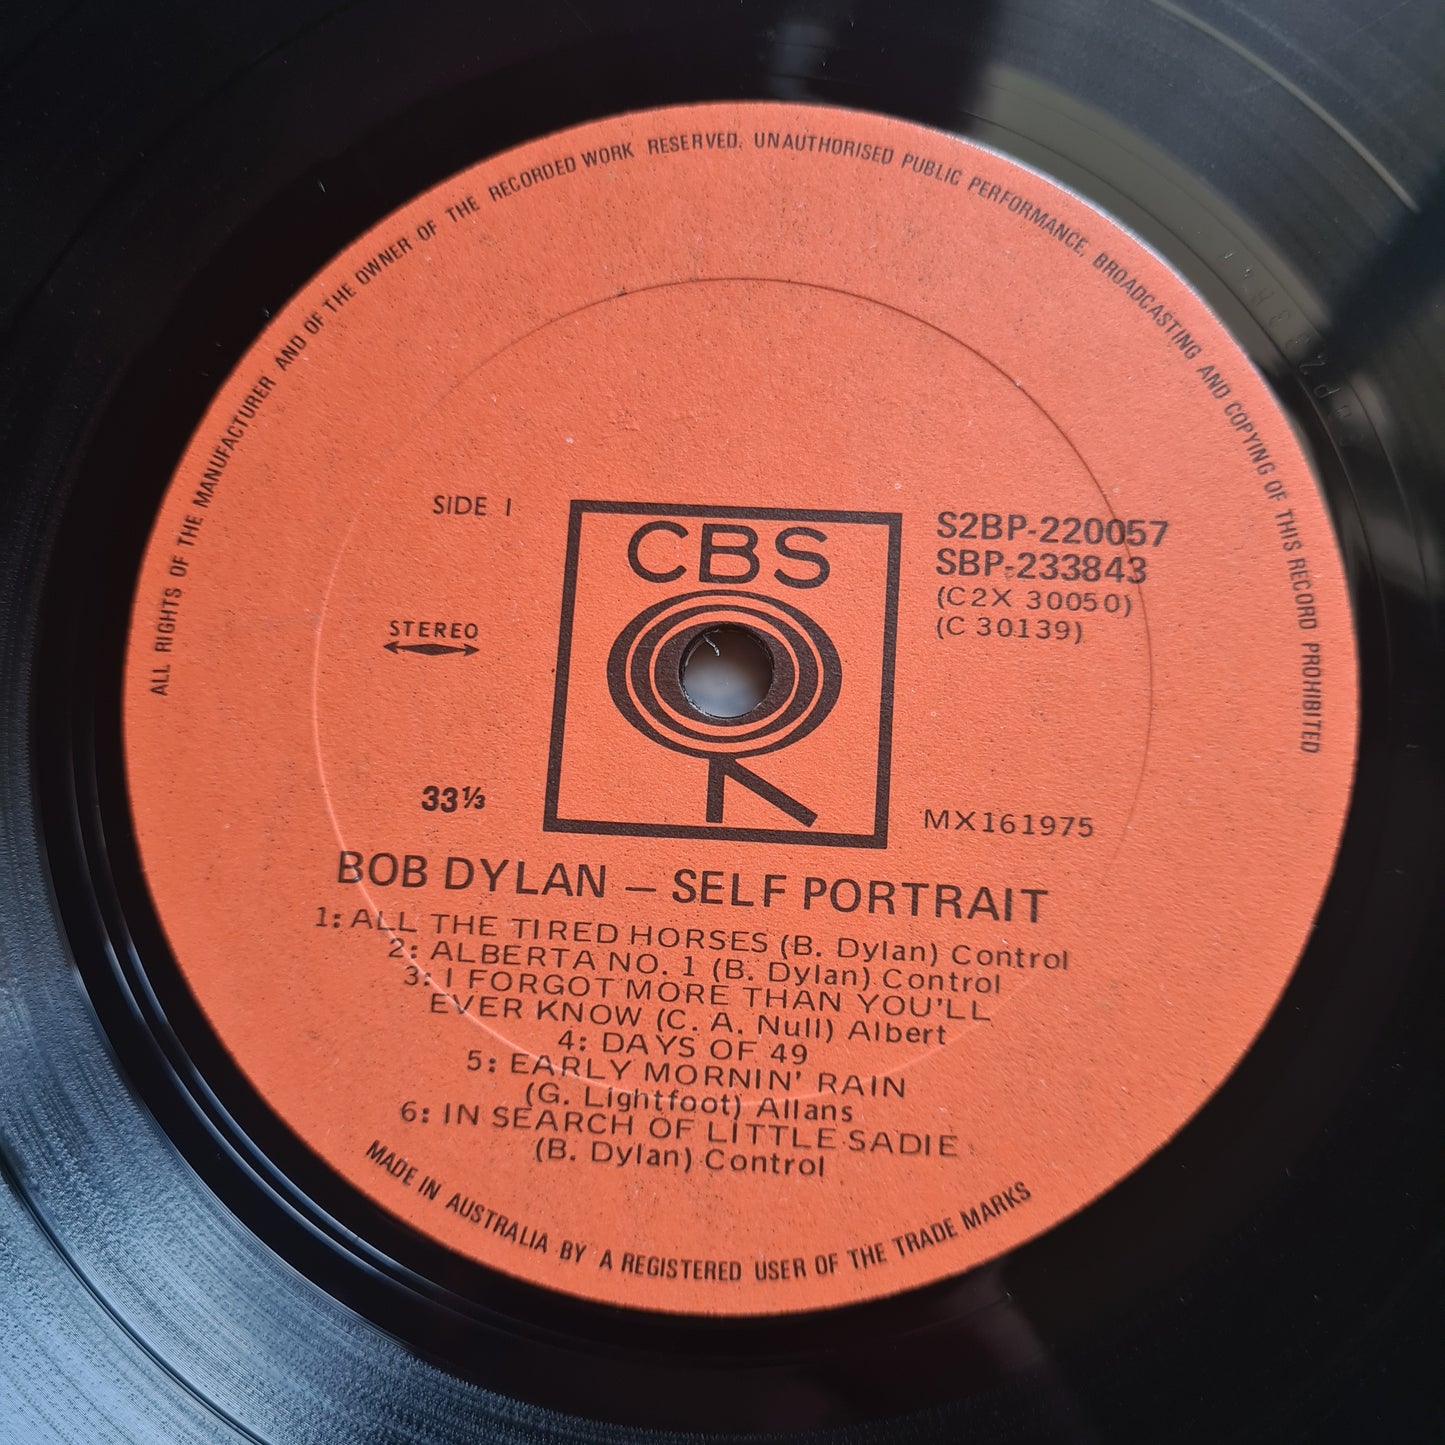 ALL RIGHTS OF THE MANUFACTURER AND OF THE OWNER OF THE RECORDED WORK RESERVED. UNAUTHORISED PUBLIC PERFORMANCE, BROADCASTING AND COPYING OF THIS RECORD PROHIBITED
SIDE 1
CBS
S2BP-220057
SBP-233843
(C2X 30050)
(C 30139)
STEREO
33⅓
MX161975
BOB DYLAN – SELF PORTRAIT
1: ALL THE TIRED HORSES (B. Dylan) Control
2: ALBERTA NO. 1 (B. Dylan) Control
3: I FORGOT MORE THAN YOU'LL
EVER KNOW (C. A. Null) Albert
4: DAYS OF 49
5: EARLY MORNIN' RAIN
(G. Lightfoot) Allans
6: IN SEARCH OF LITTLE SADIE
(B. Dylan) Control
MADE IN AUSTRALIA BY A REGISTERED USER OF THE TRADE MARKS